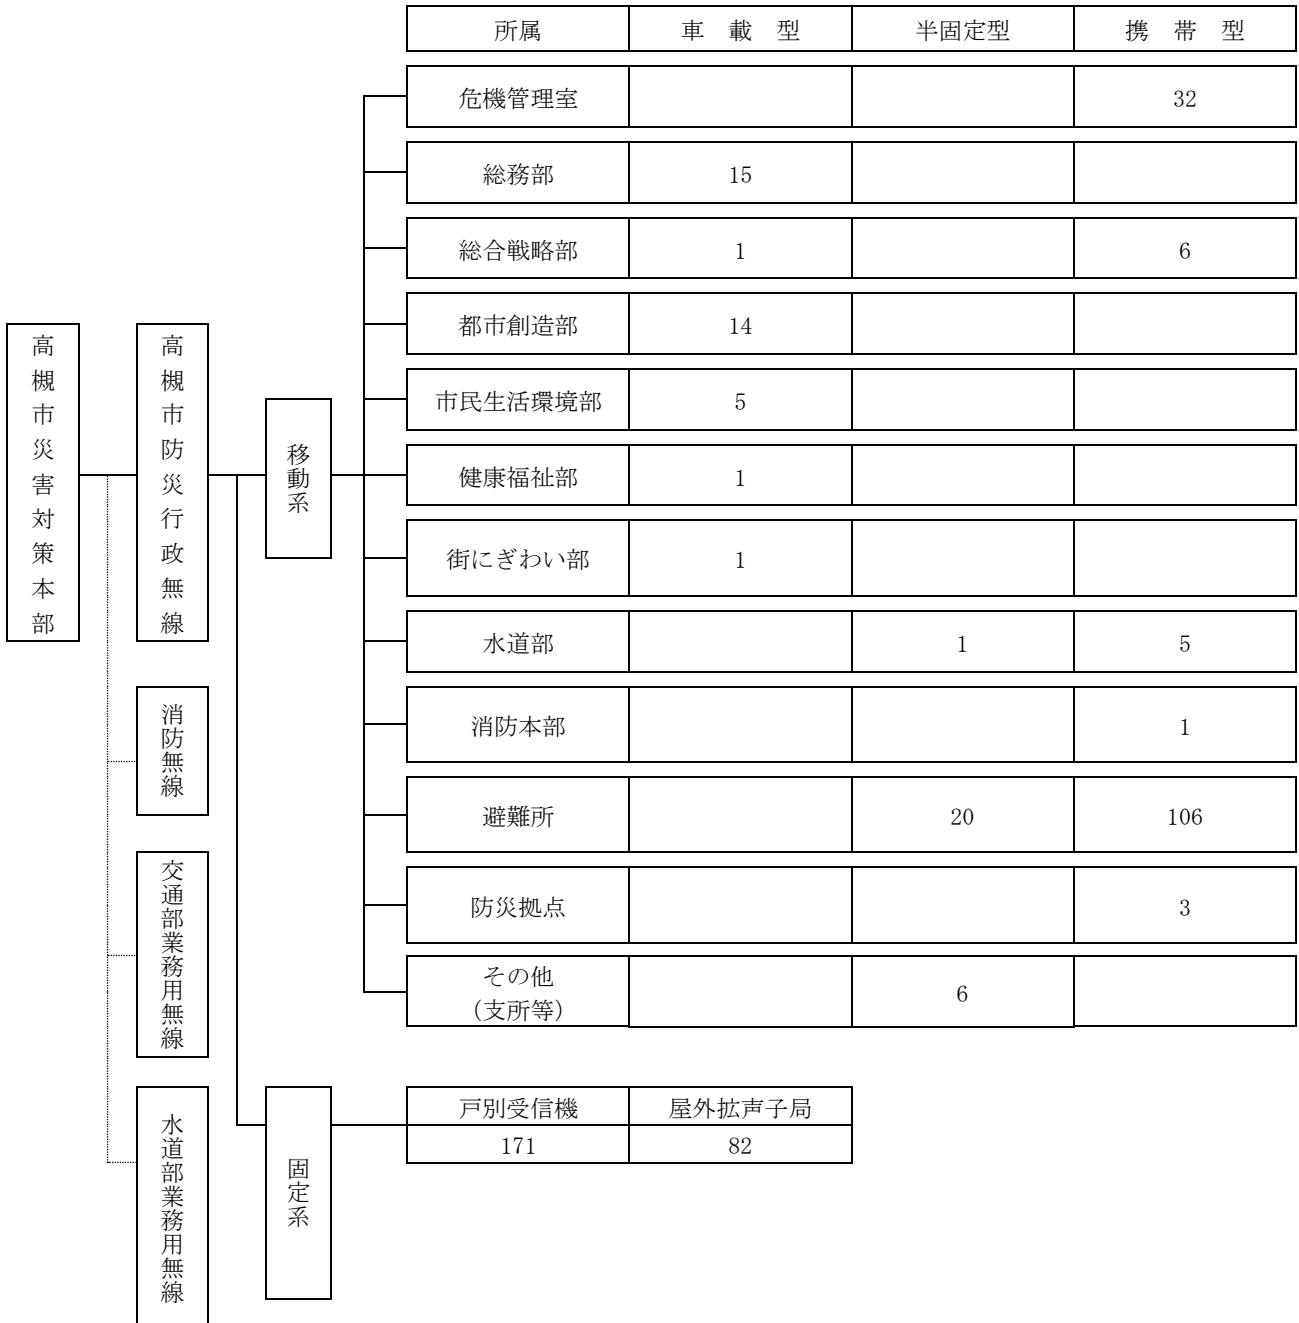 所属 車載型 半固定型 携帯型
危機管理室 32
総務部 15
総合戦略部 1 6
都市創造部 14
市民生活環境部 5
健康福祉部 1
街にぎわい部 1
水道部 1 5
消防本部 1
避難所 20 106
防災拠点 3
その他
（支所等） 6
高槻市災害対策本部
高槻市防災行政無線
移動系
消防無線
交通部業務用無線
水道部業務用無線
固定系
戸別受信機 屋外拡声子局
171 82